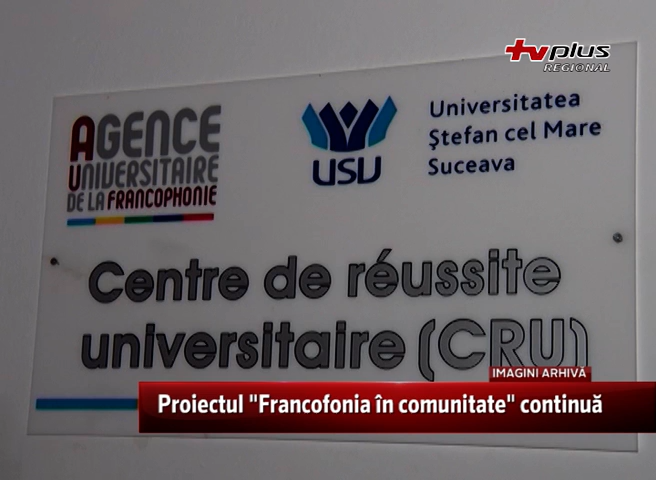 tvplus
REGIONAL
AGENCE
UNIVERSITAIRE
DE LA FRANCOPHONIE
USV
Universitatea
Ştefan cel Mare
Suceava
Centre de réussite
universitaire (CRU)
IMAGINI ARHIVĂ
Proiectul "Francofonia în comunitate" continuă